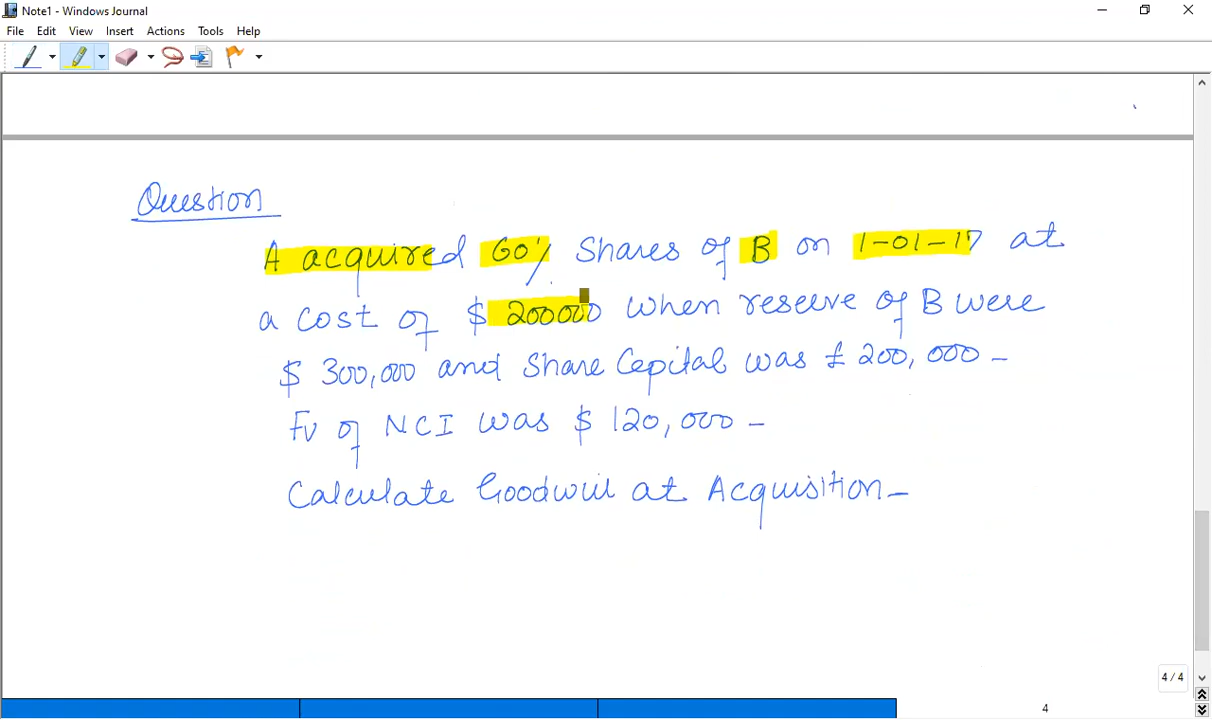 Note1 - Windows Journal
File Edit View Insert Actions Tools Help
Question
A acquired 60% Shares of B on 1-01-17 at
a cost of $ 200000 when reserve of B were
$ 300,000 and Share Capital was £ 200,000 -
Fv of NCI was $ 120,000 -
Calculate Goodwill at Acquisition -
4/4
4